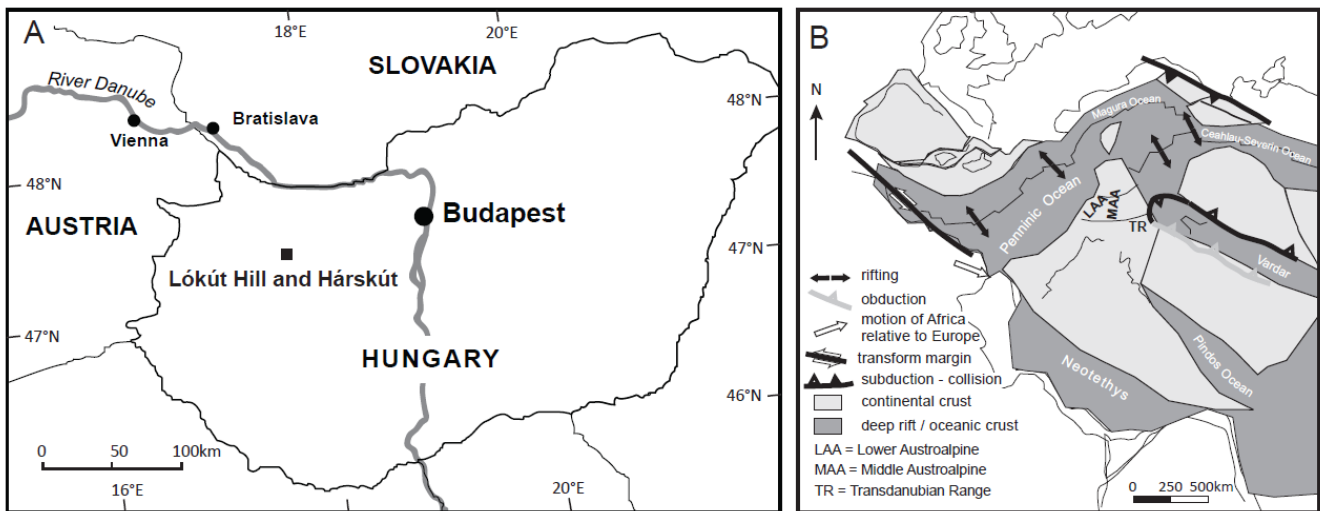 A
18°E
20°E
SLOVAKIA
River Danube
48°N
Bratislava
Vienna
48°N
Budapest
AUSTRIA
47°N
Lókút Hill and Hárskút
47°N
HUNGARY
46°N
0 50 100km
16°E
20°E
B
N
Magura Ocean
Ceahlau-Severin Ocean
Penninic Ocean
LAA
MAA
TR
Vardar
Pindos Ocean
Neotethys
rifting
obduction
motion of Africa
relative to Europe
transform margin
subduction - collision
continental crust
deep rift / oceanic crust
LAA = Lower Austroalpine
MAA = Middle Austroalpine
TR = Transdanubian Range
0 250 500km